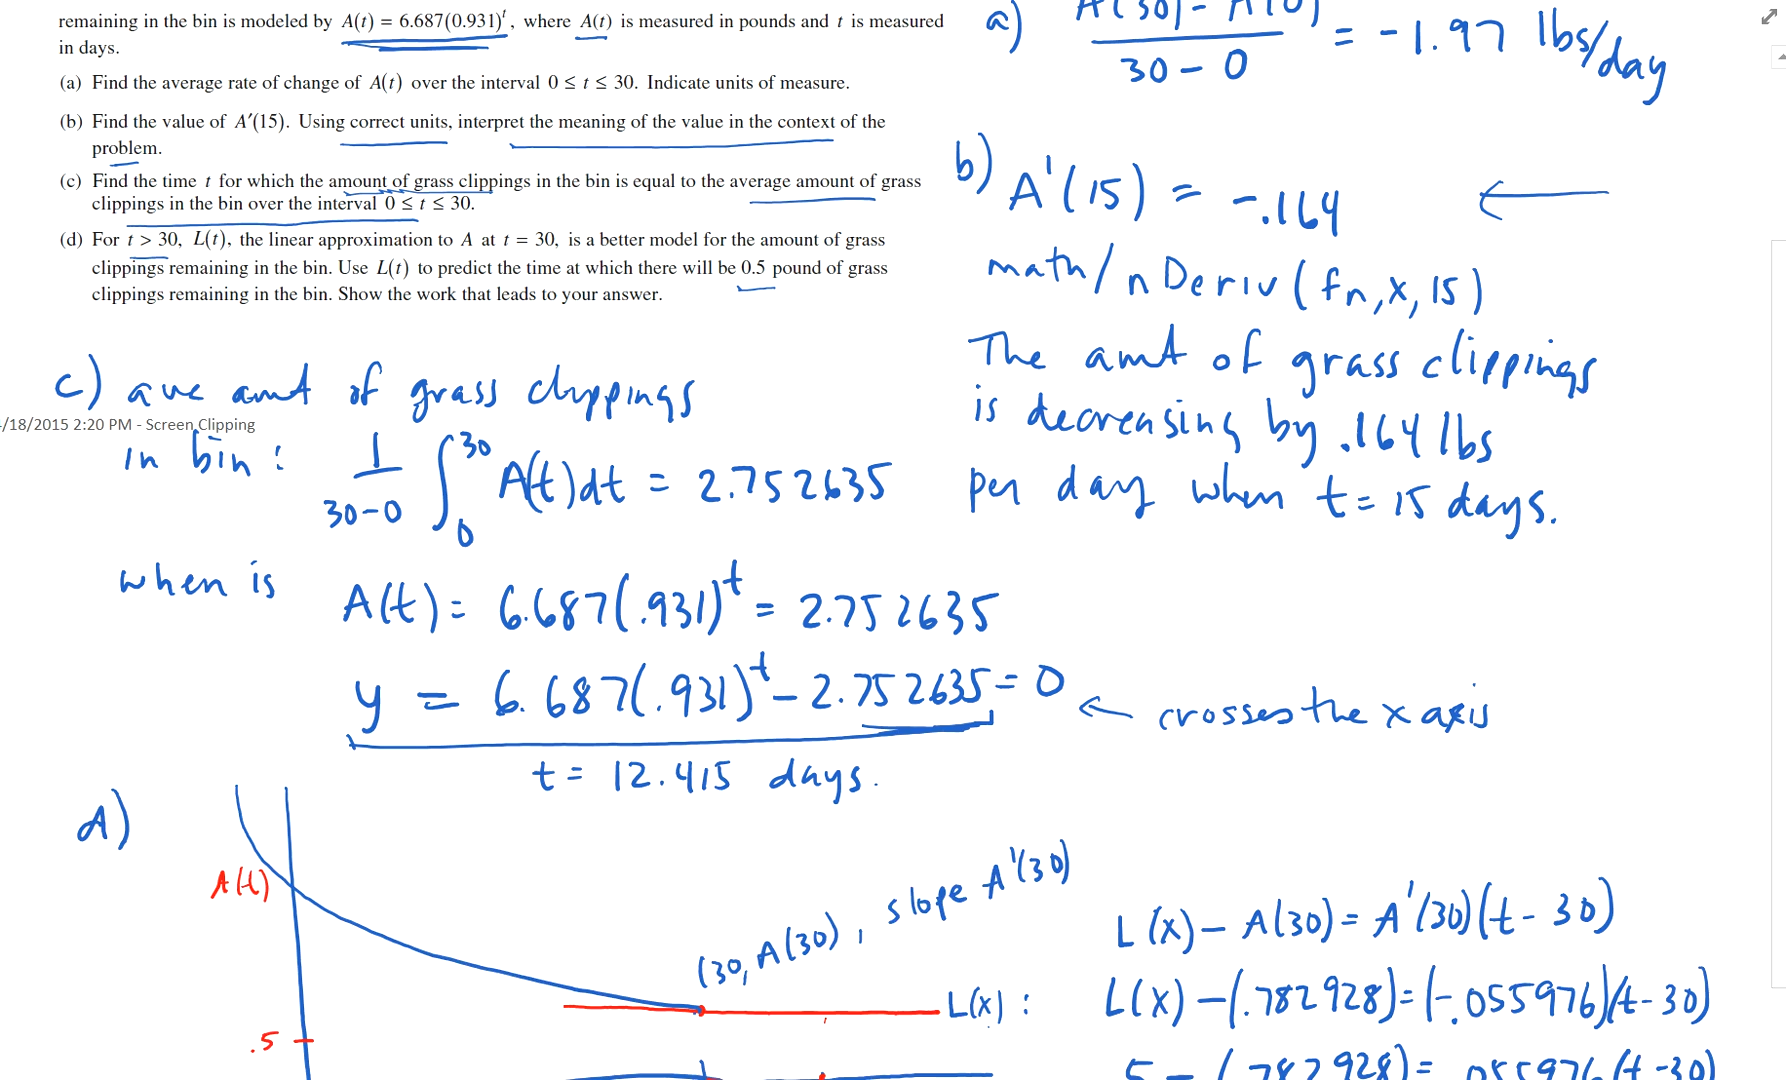 remaining in the bin is modeled by A(t) = 6.687(0.931)^t, where A(t) is measured in pounds and t is measured
in days.
(a) Find the average rate of change of A(t) over the interval 0 ≤ t ≤ 30. Indicate units of measure.
(b) Find the value of A′(15). Using correct units, interpret the meaning of the value in the context of the
problem.
(c) Find the time t for which the amount of grass clippings in the bin is equal to the average amount of grass
clippings in the bin over the interval 0 ≤ t ≤ 30.
(d) For t > 30, L(t), the linear approximation to A at t = 30, is a better model for the amount of grass
clippings remaining in the bin. Use L(t) to predict the time at which there will be 0.5 pound of grass
clippings remaining in the bin. Show the work that leads to your answer.
a) A(30) - A(0) / 30 - 0 = -1.97 lbs/day
b) A'(15) = -.164 ←
math/nDeriv(fn,x,15)
The amt of grass clippings
is decreasing by .164 lbs
per day when t = 15 days.
c) ave amt of grass clippings
/18/2015 2:20 PM - Screen Clipping
in bin: 1/30-0 ∫₀³⁰ A(t)dt = 2.752635
when is A(t) = 6.687(.931)^t = 2.752635
y = 6.687(.931)^t - 2.752635 = 0 ← crosses the x axis
t = 12.415 days.
d)
A(t)
(30, A(30), slope A'(30)
L(x):
.5
L(x) - A(30) = A'(30)(t - 30)
L(x) - (.782928) = (-.055976)(t - 30)
5 - (.782928) = .055976(t - 30)